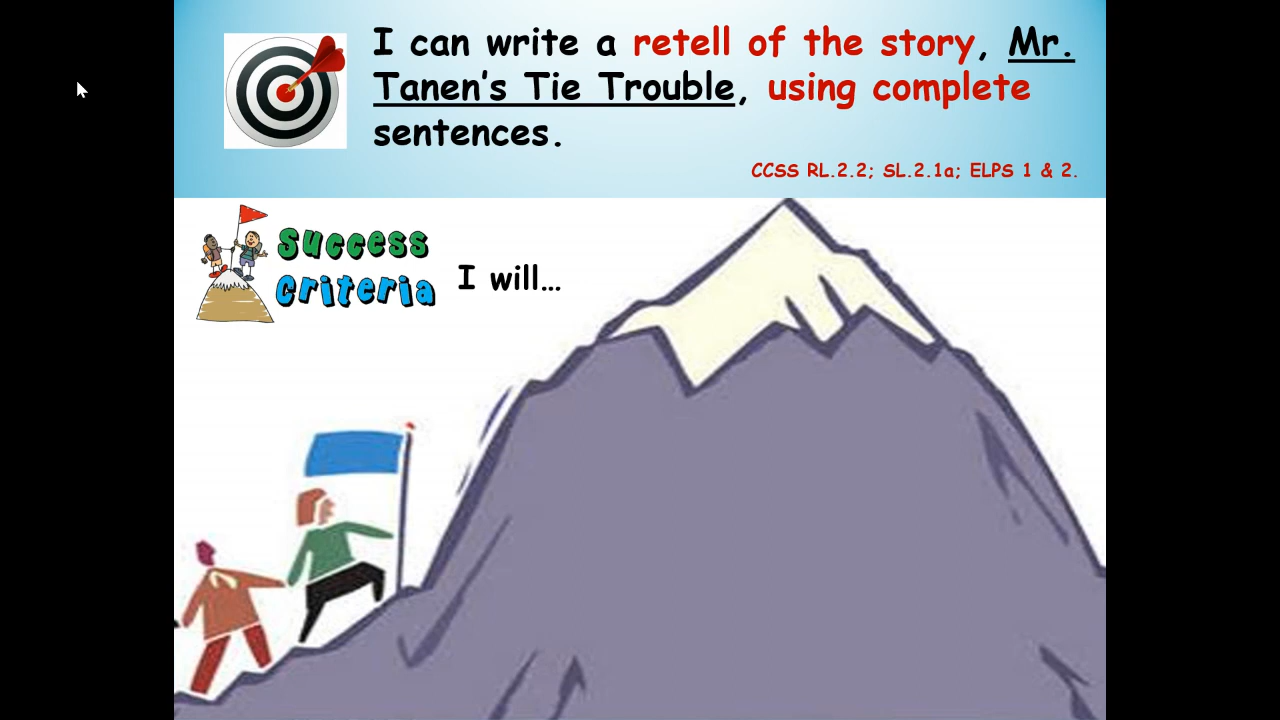 I can write a retell of the story, Mr.
Tanen's Tie Trouble, using complete
sentences.
CCSS RL.2.2; SL.2.1a; ELPS 1 & 2.
Success
Criteria
I will…